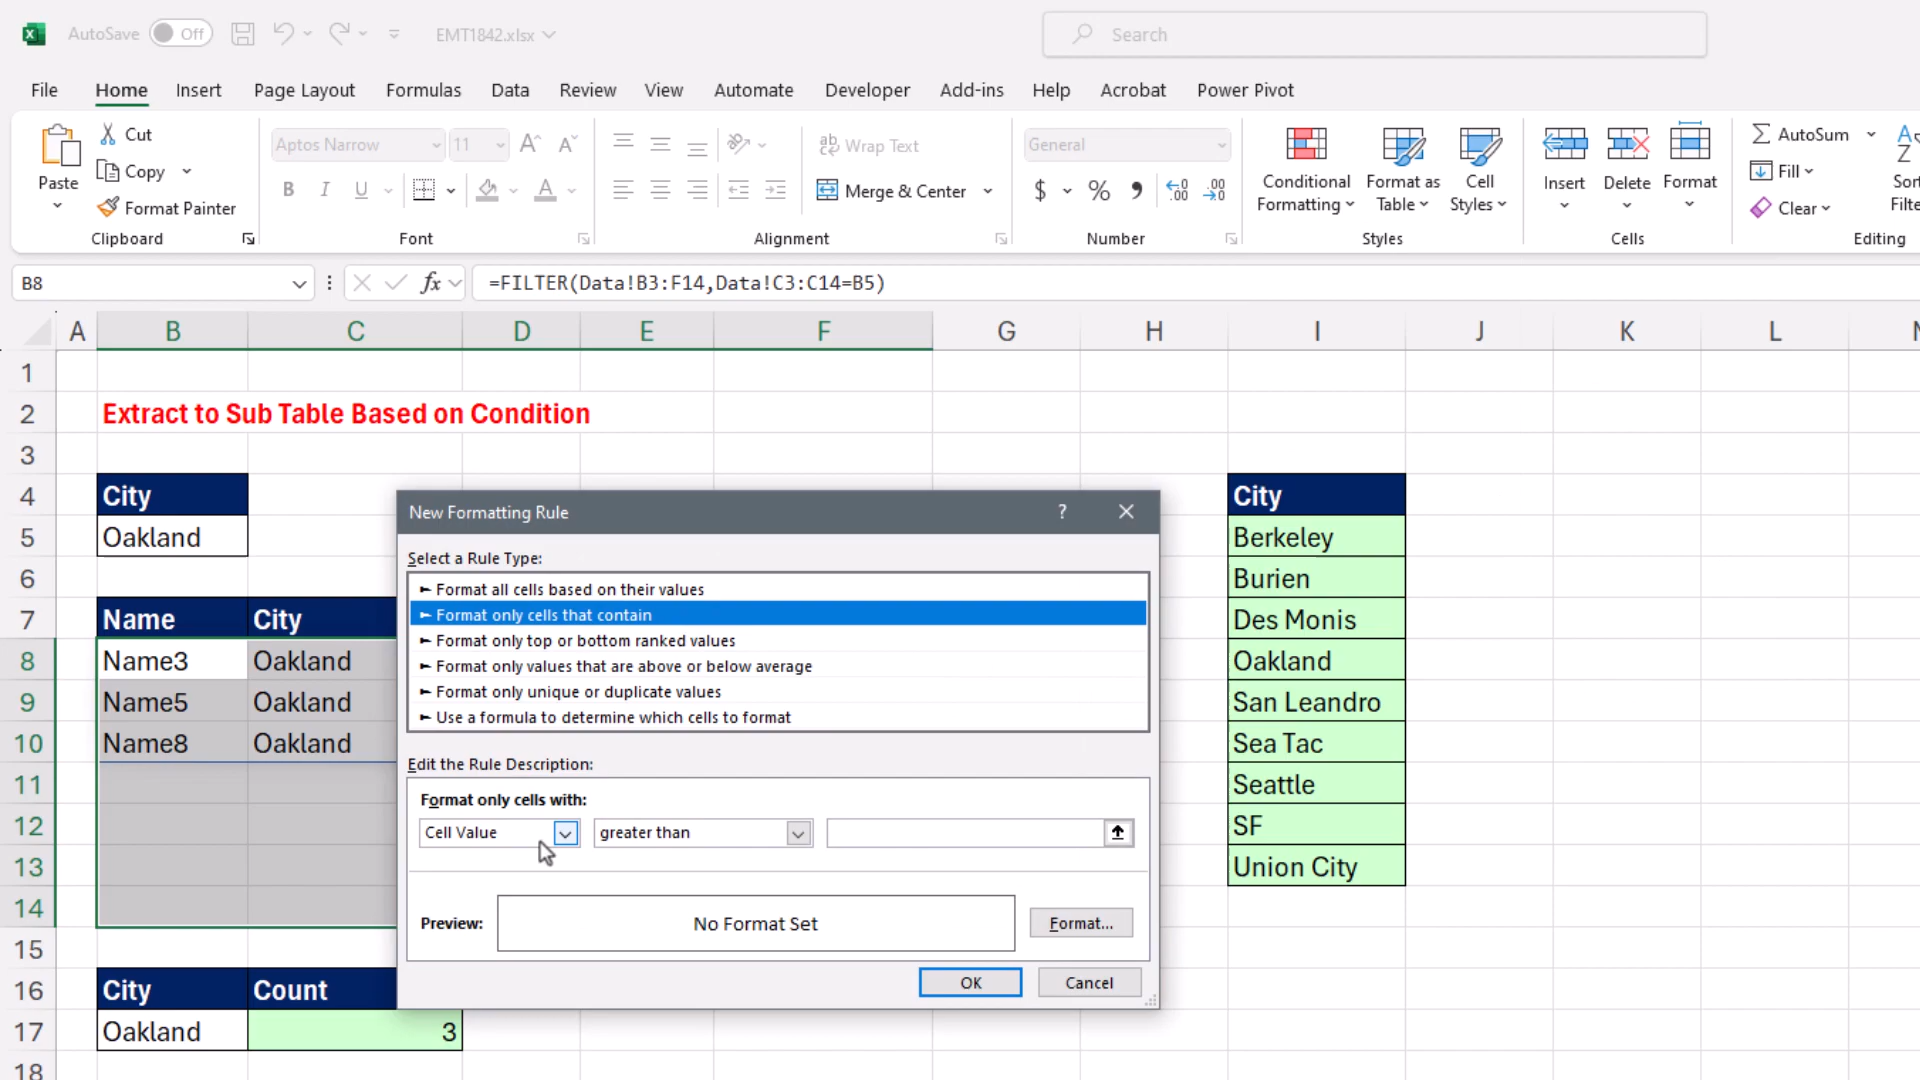 AutoSave Off EMT1842.xlsx Search
File Home Insert Page Layout Formulas Data Review View Automate Developer Add-ins Help Acrobat Power Pivot
Paste Cut Copy Format Painter
Clipboard
Aptos Narrow 11
B I U A
Font
ab Wrap Text
Merge & Center
Alignment
General
$ % 9 .00
Number
Conditional Formatting
Format as Table
Cell Styles
Styles
Insert Delete Format
Cells
AutoSum
Fill
Clear
Editing
B8 fx =FILTER(Data!B3:F14,Data!C3:C14=B5)
A B C D E F G H I J K L
1
2 Extract to Sub Table Based on Condition
3
4 City City
5 Oakland Berkeley
6 Burien
7 Name City Des Monis
8 Name3 Oakland Oakland
9 Name5 Oakland San Leandro
10 Name8 Oakland Sea Tac
11 Seattle
12 SF
13 Union City
14
15
16 City Count
17 Oakland 3
18
New Formatting Rule ?
Select a Rule Type:
► Format all cells based on their values
► Format only cells that contain
► Format only top or bottom ranked values
► Format only values that are above or below average
► Format only unique or duplicate values
► Use a formula to determine which cells to format
Edit the Rule Description:
Format only cells with:
Cell Value greater than
Preview: No Format Set Format...
OK Cancel